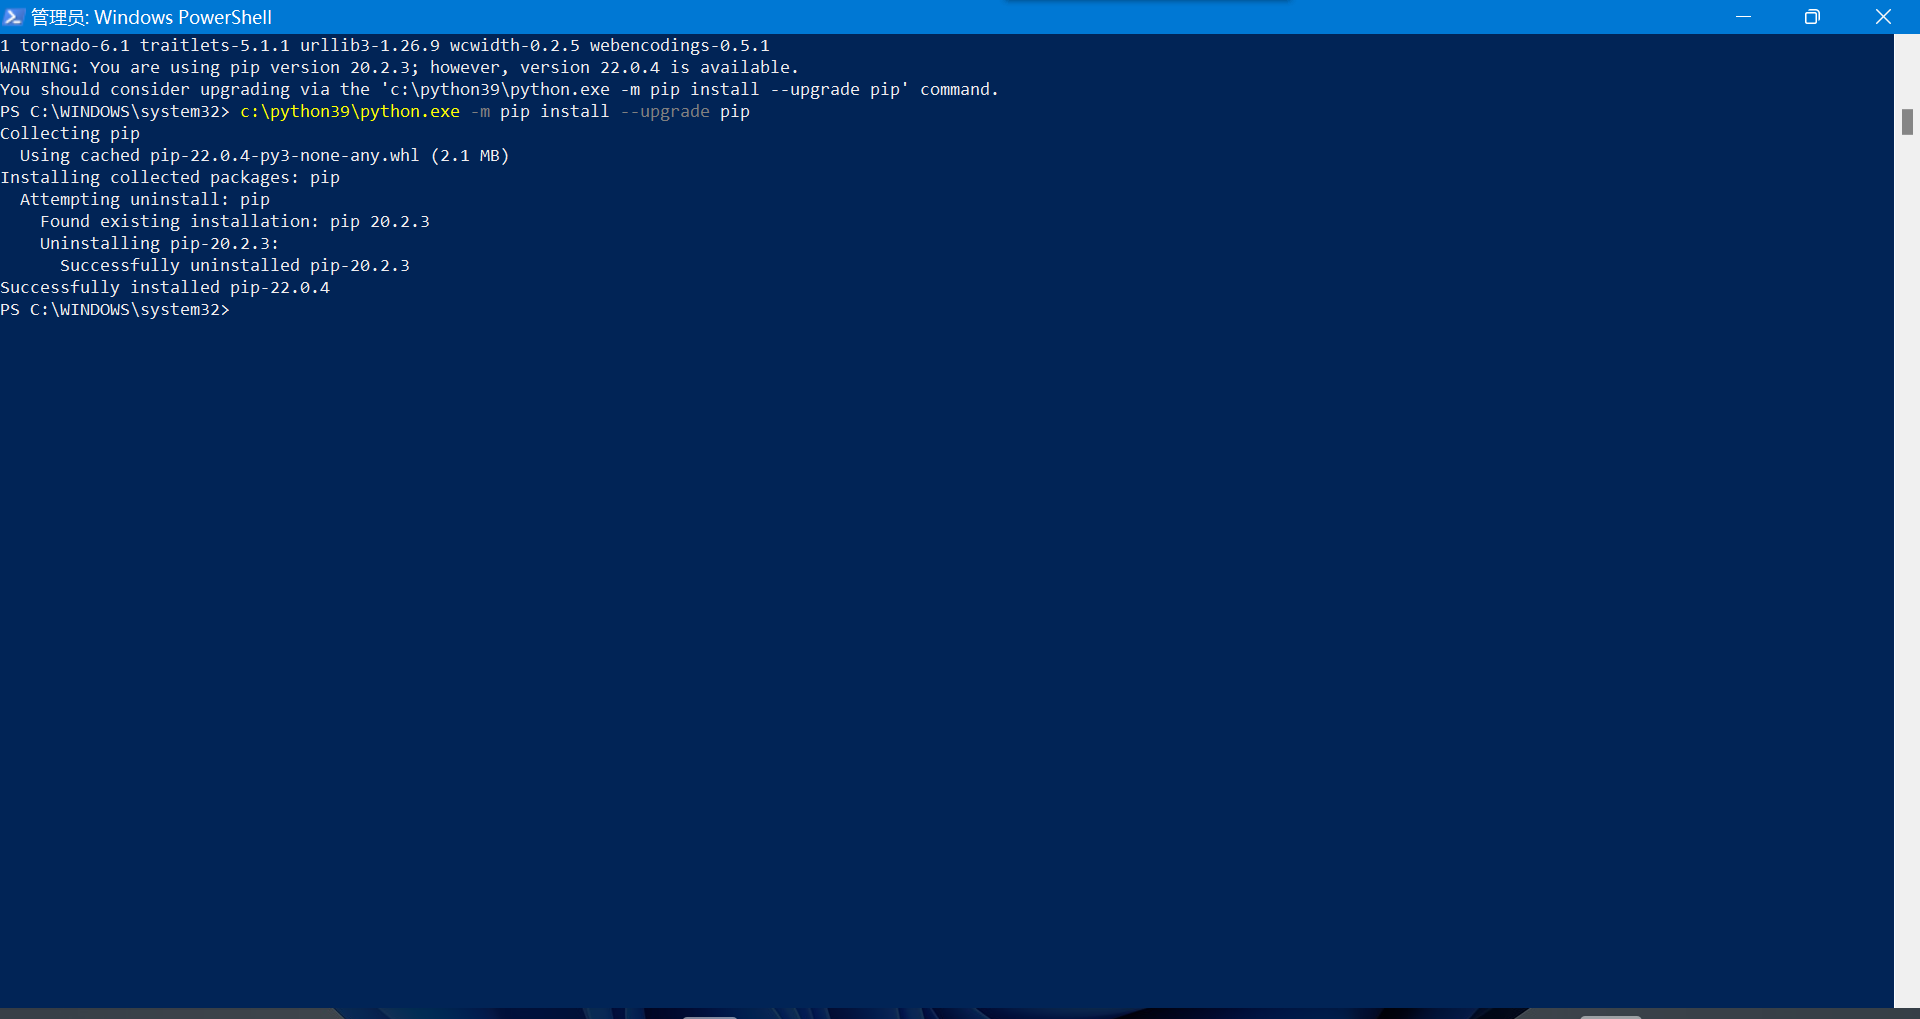 管理员: Windows PowerShell
1 tornado-6.1 traitlets-5.1.1 urllib3-1.26.9 wcwidth-0.2.5 webencodings-0.5.1
WARNING: You are using pip version 20.2.3; however, version 22.0.4 is available.
You should consider upgrading via the 'c:\python39\python.exe -m pip install --upgrade pip' command.
PS C:\WINDOWS\system32> c:\python39\python.exe -m pip install --upgrade pip
Collecting pip
  Using cached pip-22.0.4-py3-none-any.whl (2.1 MB)
Installing collected packages: pip
  Attempting uninstall: pip
    Found existing installation: pip 20.2.3
    Uninstalling pip-20.2.3:
      Successfully uninstalled pip-20.2.3
Successfully installed pip-22.0.4
PS C:\WINDOWS\system32>